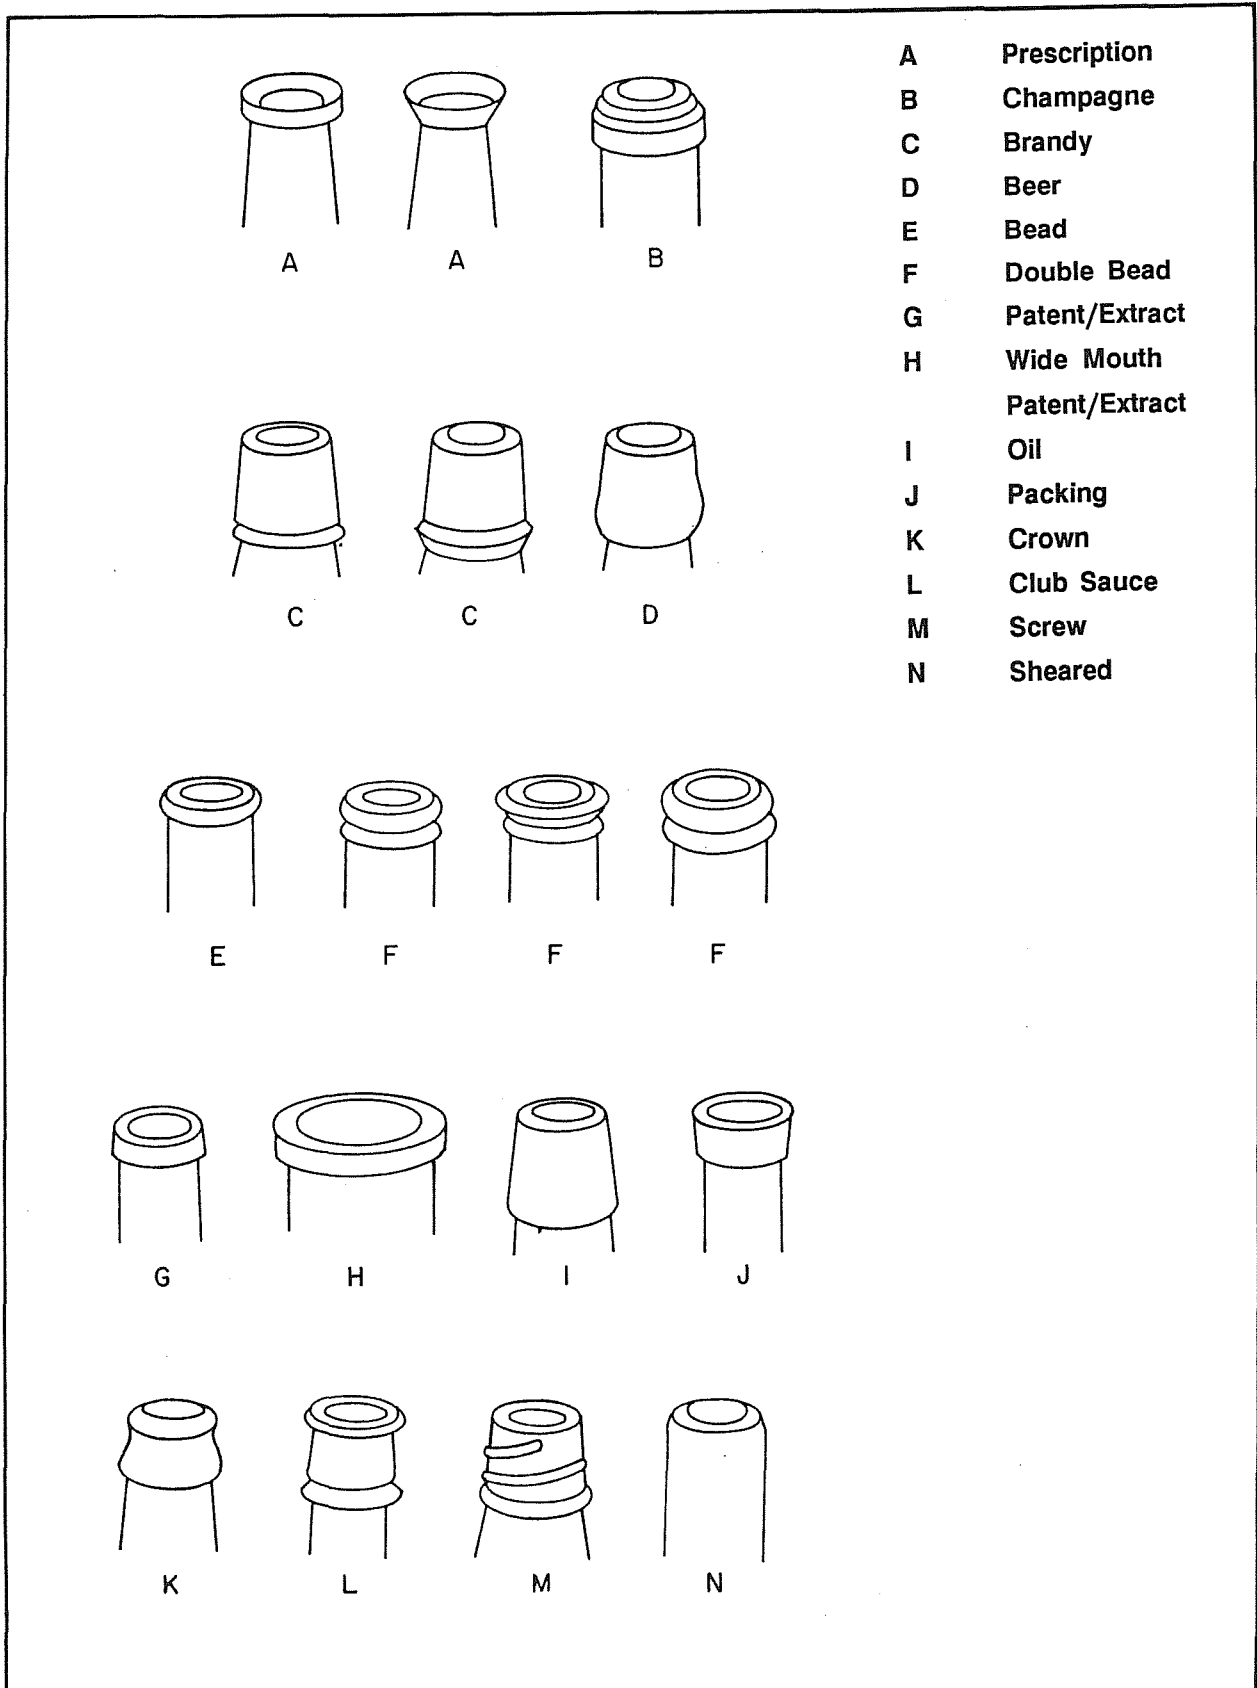 A Prescription
B Champagne
C Brandy
D Beer
E Bead
F Double Bead
G Patent/Extract
H Wide Mouth
Patent/Extract
I Oil
J Packing
K Crown
L Club Sauce
M Screw
N Sheared
A A B
C C D
E F F F
G H I J
K L M N